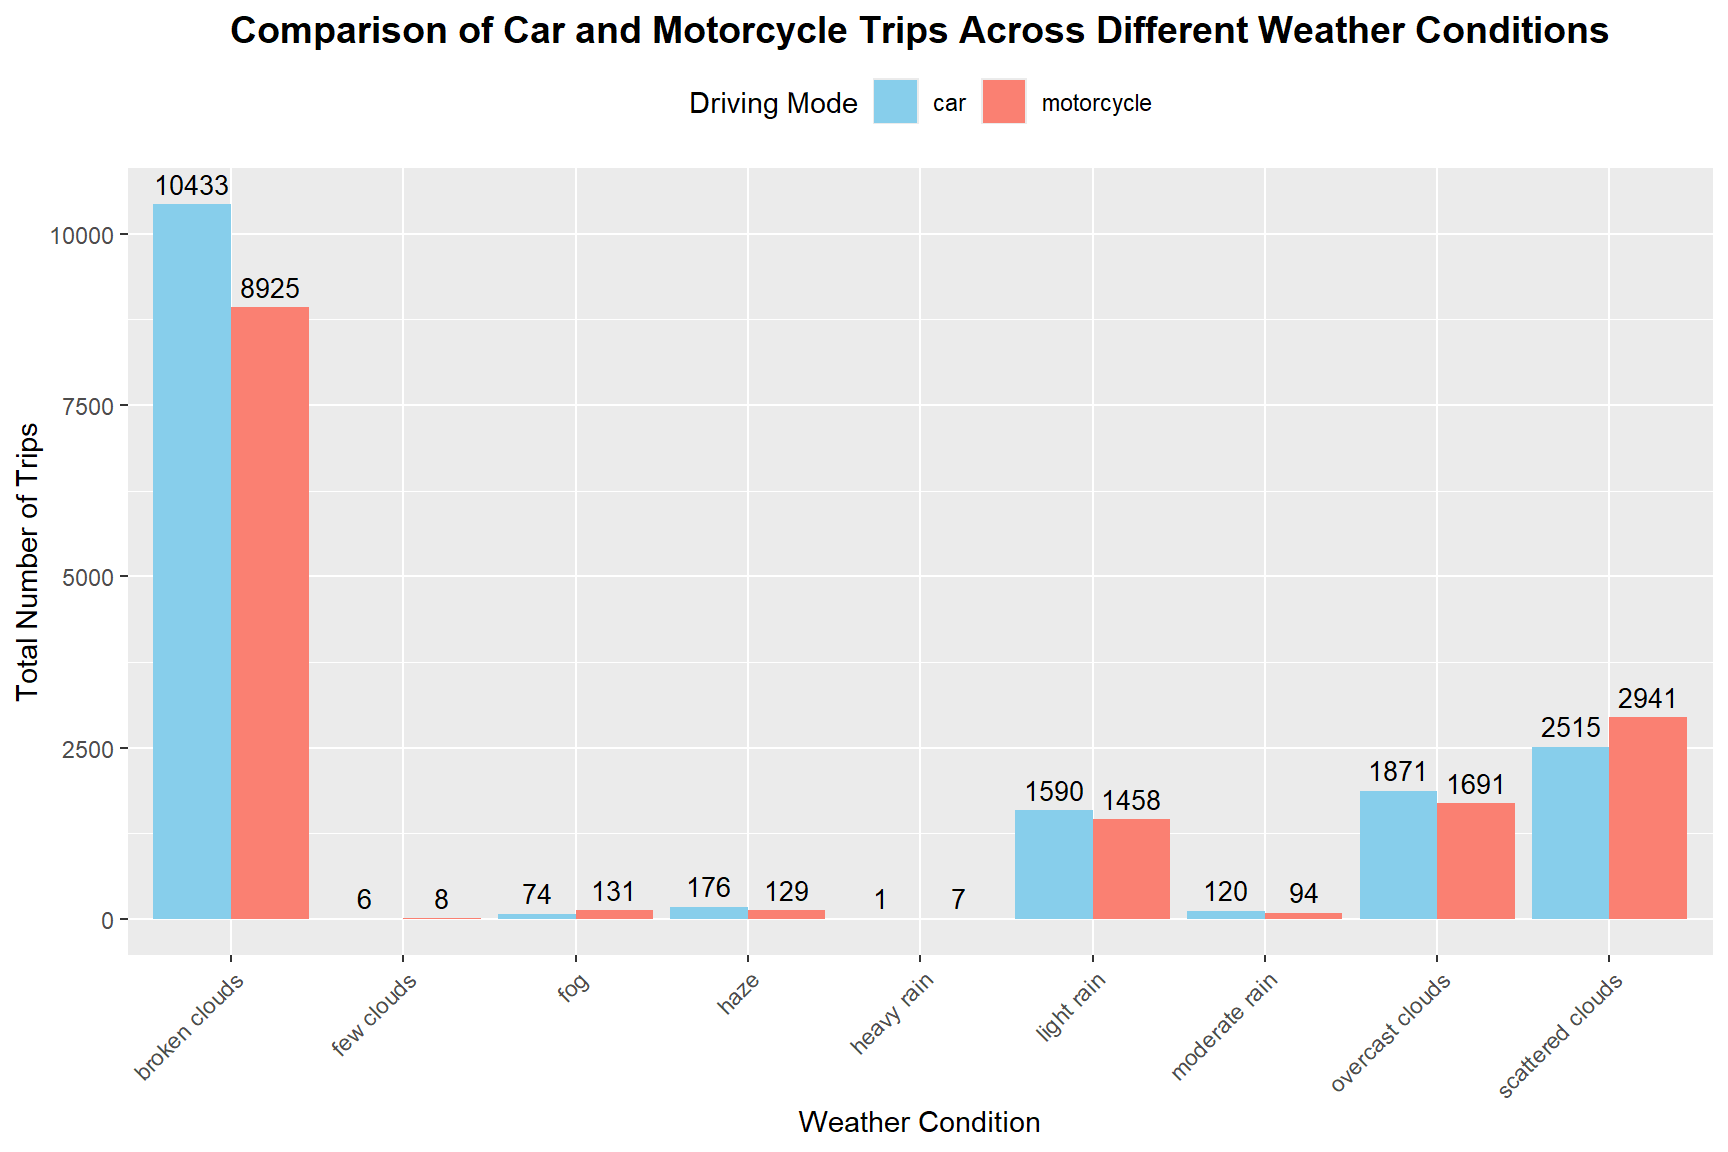 Comparison of Car and Motorcycle Trips Across Different Weather Conditions
Driving Mode car motorcycle
Total Number of Trips
10000
7500
5000
2500
0
10433
8925
6
8
74
131
176
129
1
7
1590
1458
120
94
1871
1691
2515
2941
broken clouds
few clouds
fog
haze
heavy rain
light rain
moderate rain
overcast clouds
scattered clouds
Weather Condition